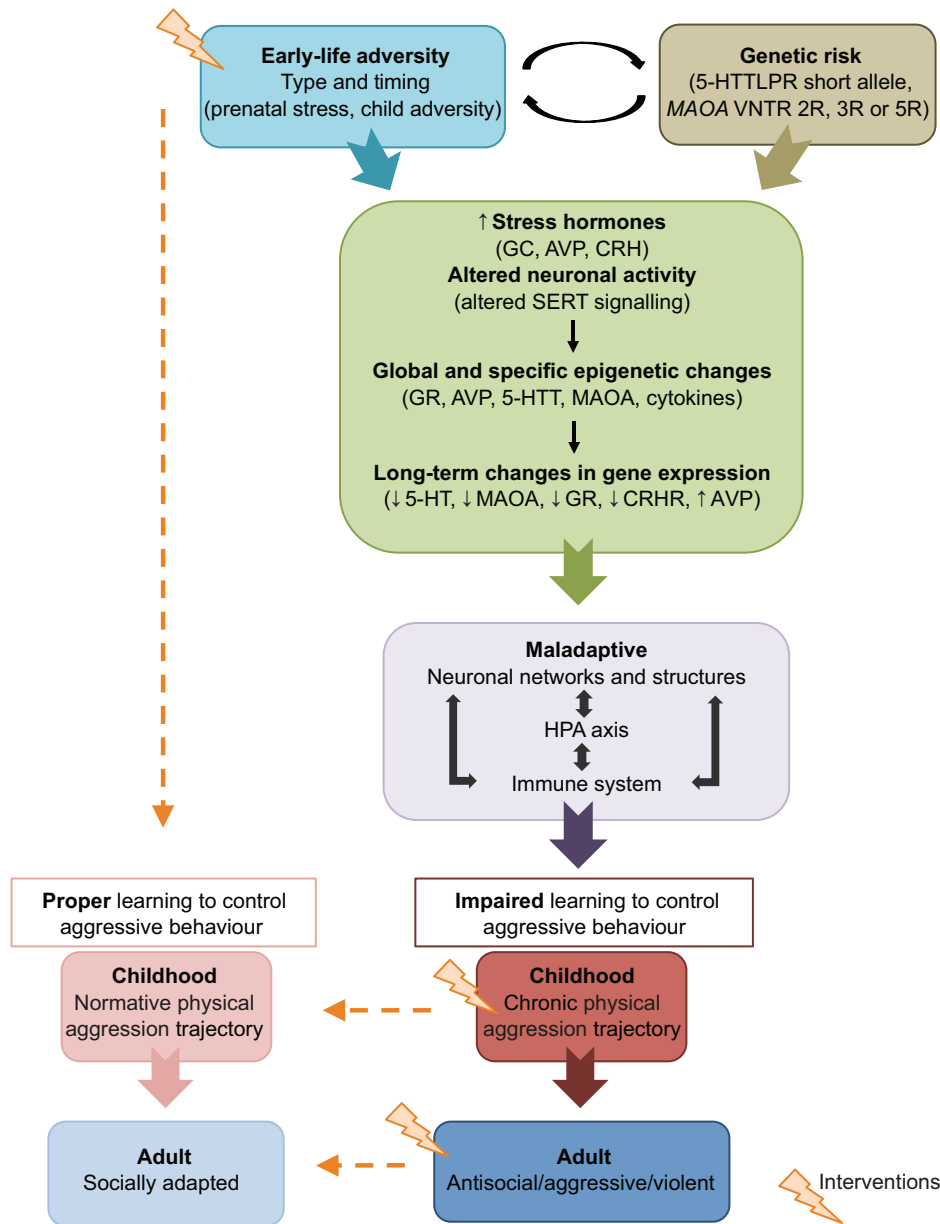 Early-life adversity
Type and timing
(prenatal stress, child adversity)
Genetic risk
(5-HTTLPR short allele,
MAOA VNTR 2R, 3R or 5R)
↑ Stress hormones
(GC, AVP, CRH)
Altered neuronal activity
(altered SERT signalling)
Global and specific epigenetic changes
(GR, AVP, 5-HTT, MAOA, cytokines)
Long-term changes in gene expression
(↓ 5-HT, ↓ MAOA, ↓ GR, ↓ CRHR, ↑ AVP)
Maladaptive
Neuronal networks and structures
HPA axis
Immune system
Proper learning to control
aggressive behaviour
Impaired learning to control
aggressive behaviour
Childhood
Normative physical
aggression trajectory
Childhood
Chronic physical
aggression trajectory
Adult
Socially adapted
Adult
Antisocial/aggressive/violent
Interventions